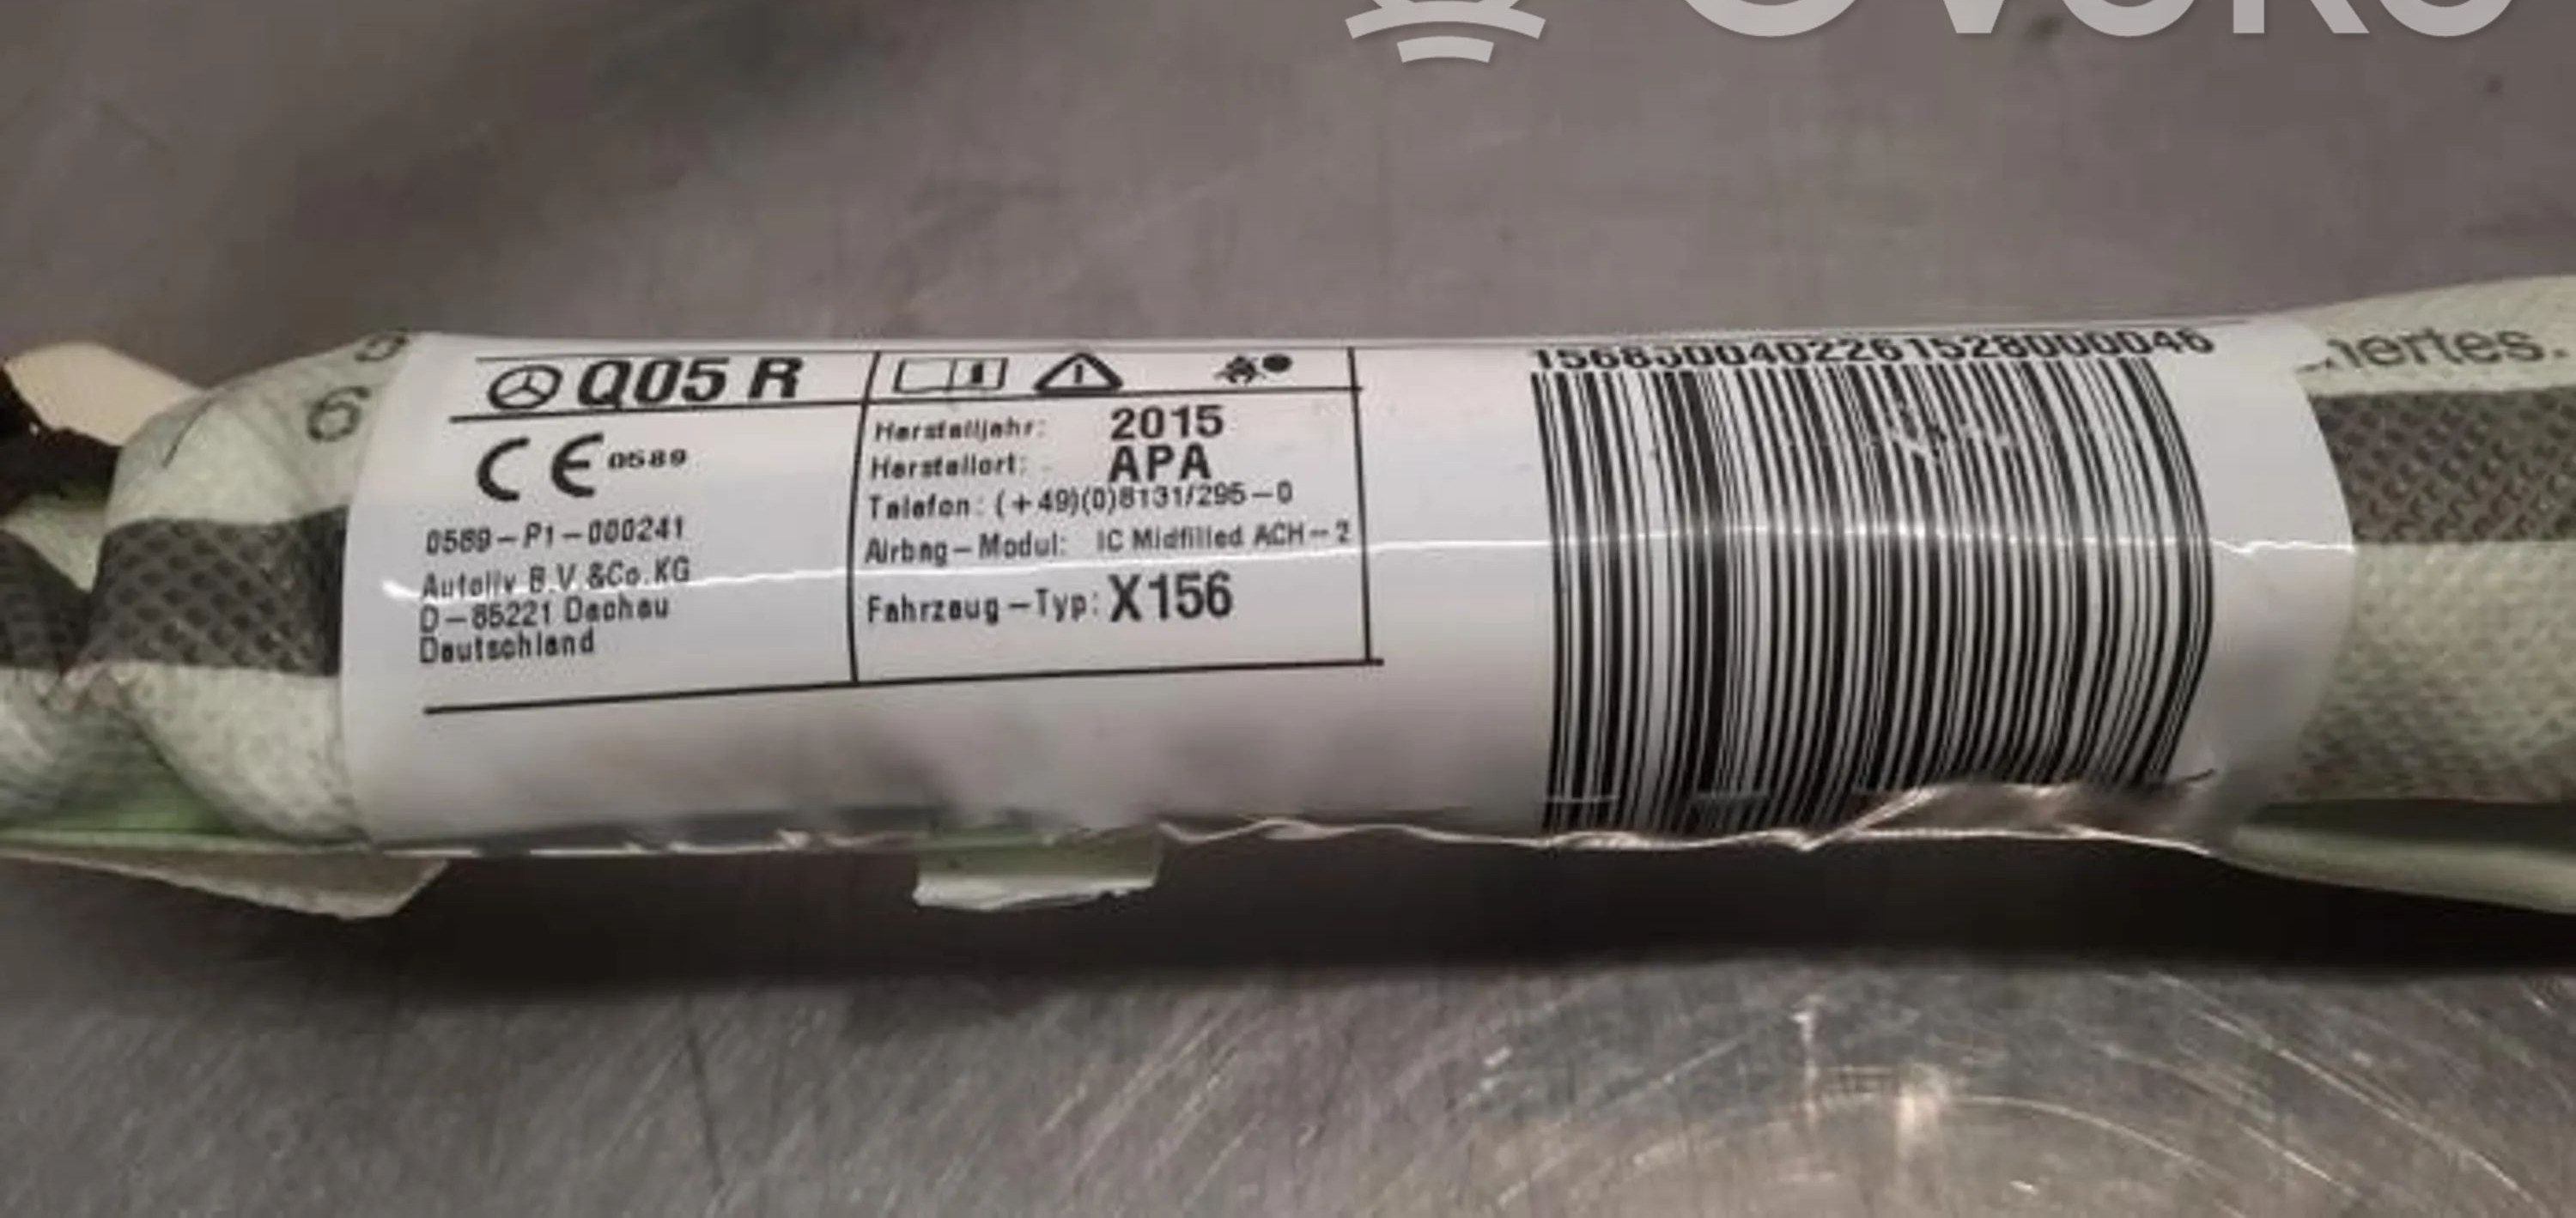 Q05 R
CE 0589
0589-P1-000241
Autoliv B.V.&Co.KG
D-85221 Dachau
Deutschland
Herstelljahr: 2015
Herstellort: APA
Telefon: (+49)(0)8131/295-0
Airbag-Modul: IC Midfilled ACH-2
Fahrzeug-Typ: X156
6